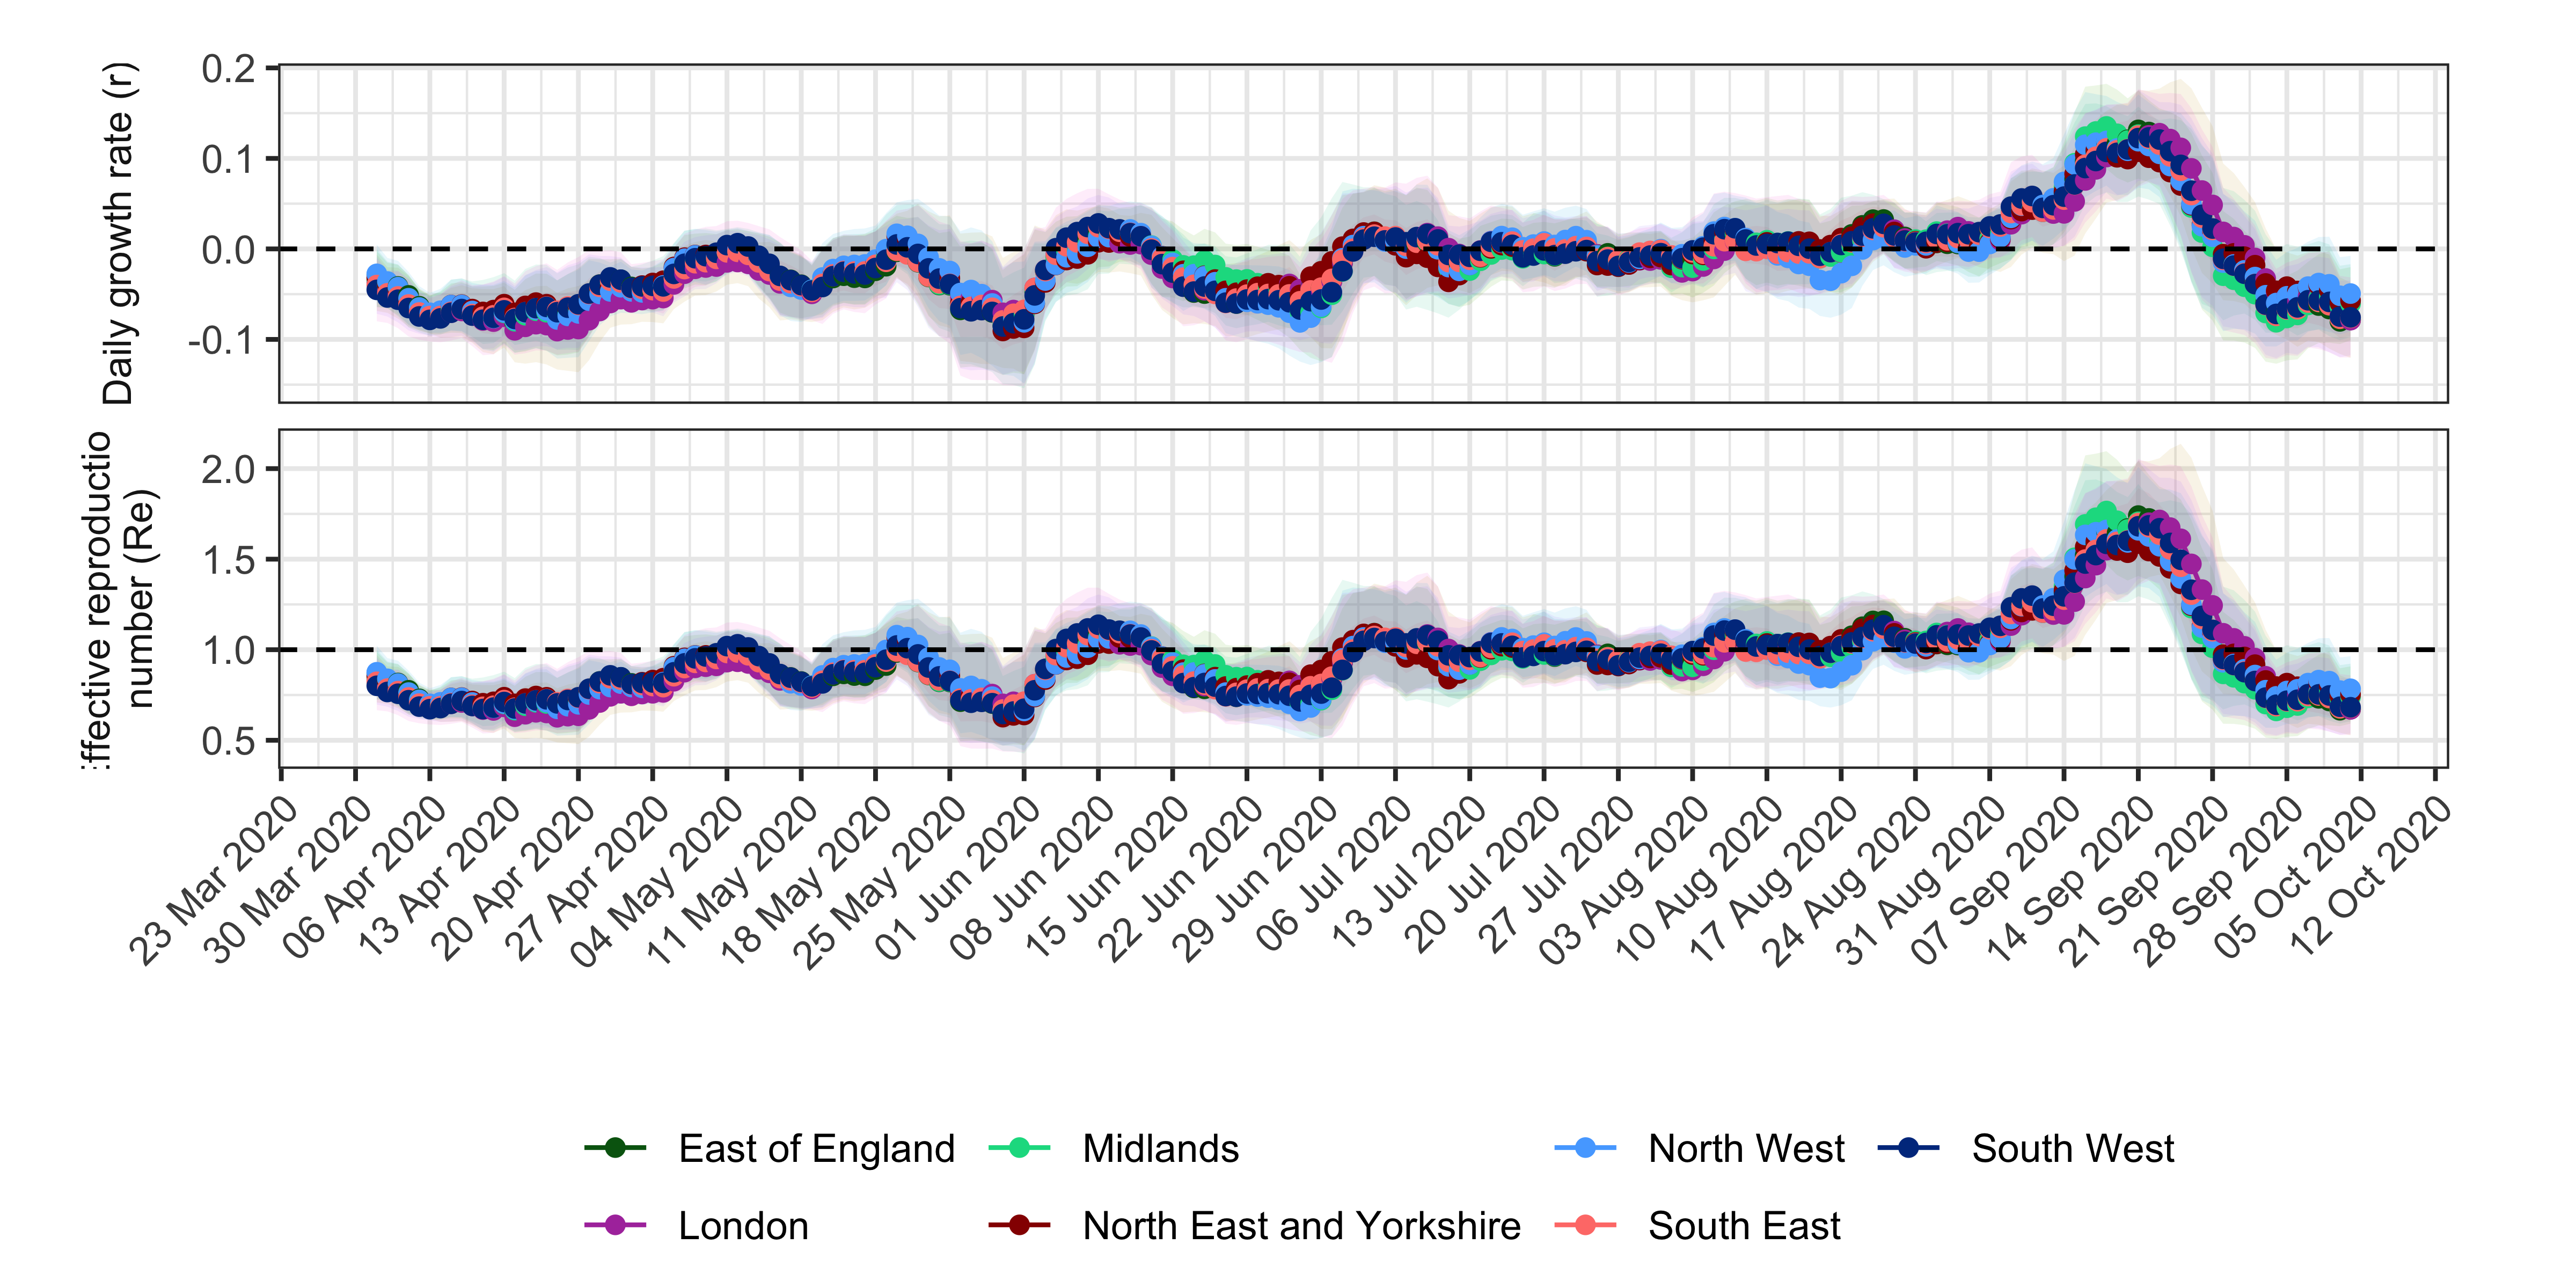 Daily growth rate (r)
0.2
0.1
0.0
-0.1
ffective reproductio
number (Re)
2.0
1.5
1.0
0.5
23 Mar 2020
30 Mar 2020
06 Apr 2020
13 Apr 2020
20 Apr 2020
27 Apr 2020
04 May 2020
11 May 2020
18 May 2020
25 May 2020
01 Jun 2020
08 Jun 2020
15 Jun 2020
22 Jun 2020
29 Jun 2020
06 Jul 2020
13 Jul 2020
20 Jul 2020
27 Jul 2020
03 Aug 2020
10 Aug 2020
17 Aug 2020
24 Aug 2020
31 Aug 2020
07 Sep 2020
14 Sep 2020
21 Sep 2020
28 Sep 2020
05 Oct 2020
12 Oct 2020
East of England Midlands North West South West
London North East and Yorkshire South East